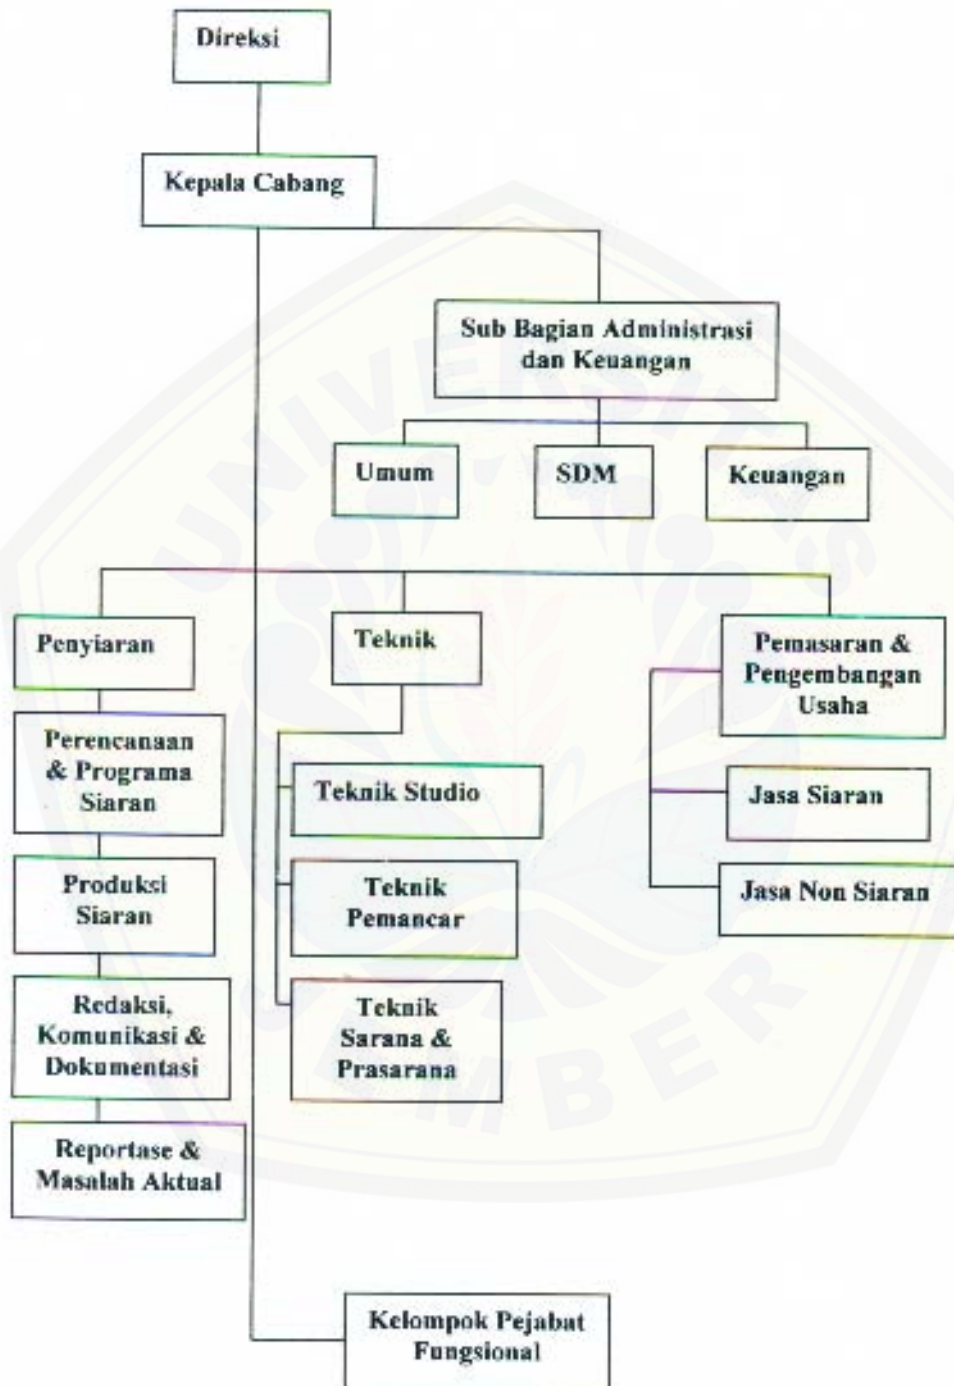 Direksi
Kepala Cabang
Sub Bagian Administrasi
dan Keuangan
Umum
SDM
Keuangan
Penyiaran
Teknik
Pemasaran &
Pengembangan
Usaha
Perencanaan
& Programa
Siaran
Teknik Studio
Jasa Siaran
Produksi
Siaran
Teknik
Pemancar
Jasa Non Siaran
Redaksi,
Komunikasi &
Dokumentasi
Teknik
Sarana &
Prasarana
Reportase &
Masalah Aktual
Kelompok Pejabat
Fungsional
UNIVERSITAS
JEMBER